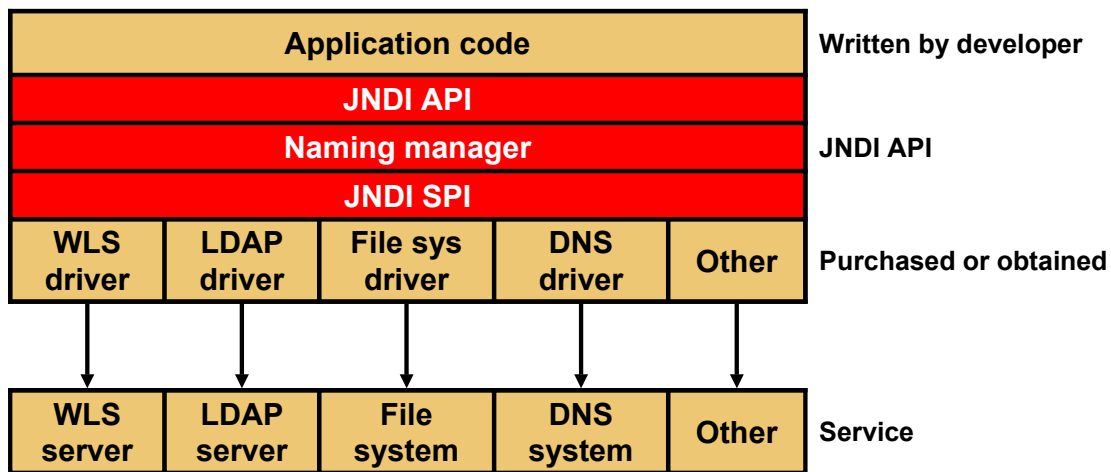 Application code
Written by developer
JNDI API
Naming manager
JNDI API
JNDI SPI
WLS
driver
LDAP
driver
File sys
driver
DNS
driver
Other
Purchased or obtained
WLS
server
LDAP
server
File
system
DNS
system
Other
Service